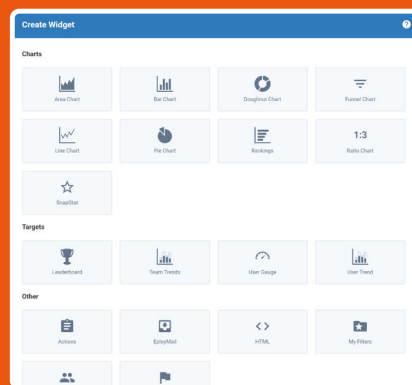 Create Widget
Charts
Area Chart
Bar Chart
Doughnut Chart
Funnel Chart
1:3
Line Chart
Pie Chart
Rankings
Ratio Chart
SnapStat
Targets
Leaderboard
Team Trends
User Gauge
User Trend
Other
Actions
EployMail
HTML
My Filters